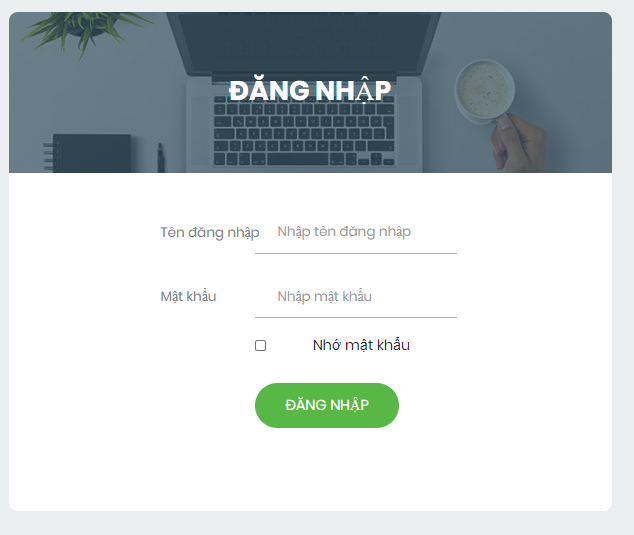 ĐĂNG NHẬP
Tên đăng nhập Nhập tên đăng nhập
Mật khẩu Nhập mật khẩu
Nhớ mật khẩu
ĐĂNG NHẬP